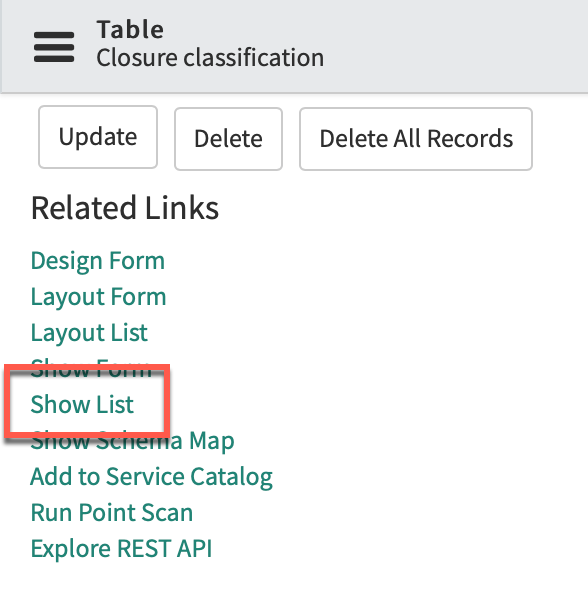 Table
Closure classification
Update Delete Delete All Records
Related Links
Design Form
Layout Form
Layout List
Show Form
Show List
Show Schema Map
Add to Service Catalog
Run Point Scan
Explore REST API